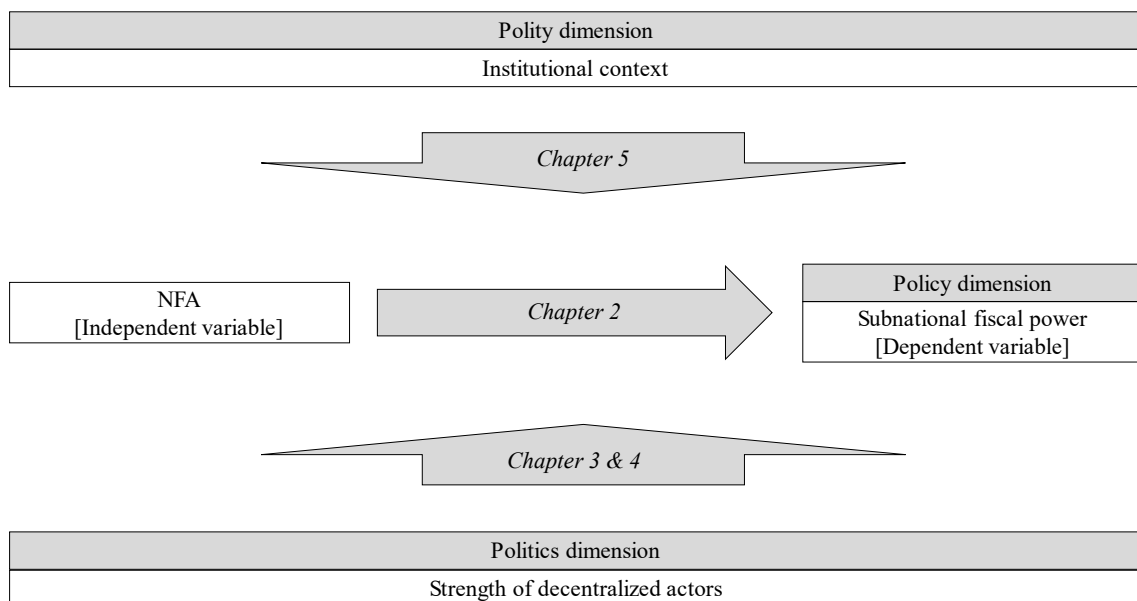 Polity dimension
Institutional context
Chapter 5
NFA
[Independent variable]
Chapter 2
Policy dimension
Subnational fiscal power
[Dependent variable]
Chapter 3 & 4
Politics dimension
Strength of decentralized actors